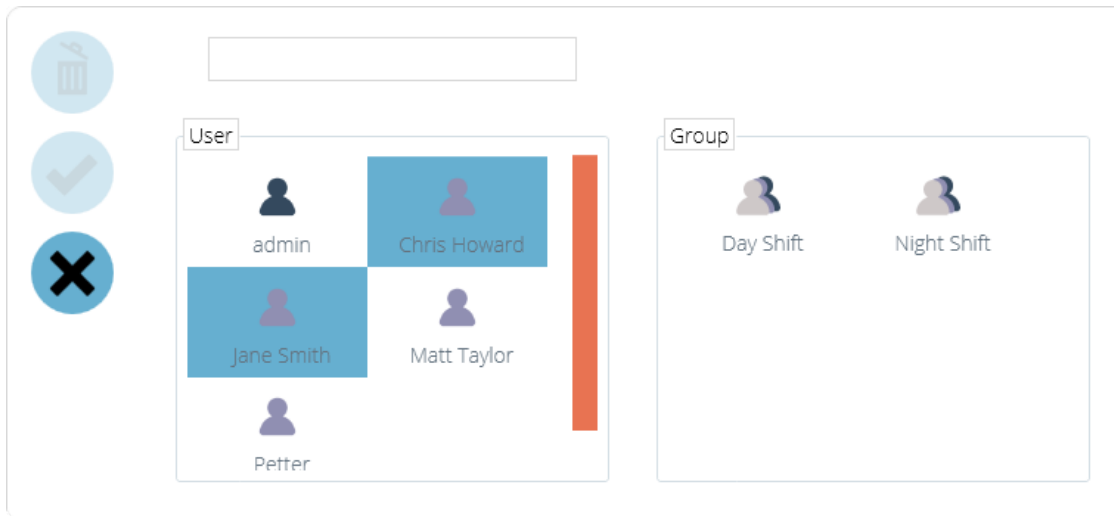 User
Group
admin
Chris Howard
Day Shift
Night Shift
Jane Smith
Matt Taylor
Petter